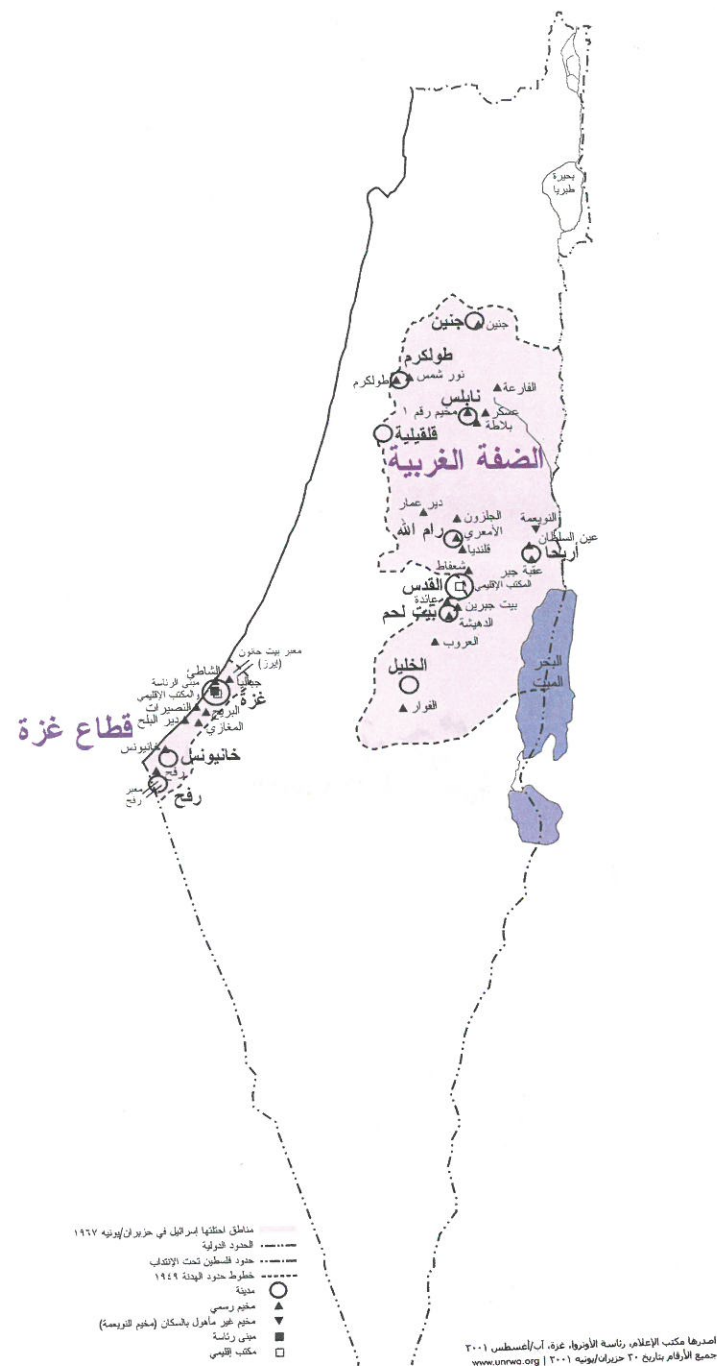 بحيرة
طبريا
جنين
جنين
طولكرم
طولكرم
نور شمس
الفارعة
نابلس
مخيم رقم ١
عسكر
بلاطة
قلقيلية
الضفة الغربية
دير عمار
الجلزون
النويعمة
رام الله
الأمعري
عين السلطان
قلنديا
أريحا
شعفاط
عقبة جبر
القدس
المكتب الإقليمي
عائدة
بيت جبرين
بيت لحم
الدهيشة
العروب
البحر
الميت
الخليل
الفوار
معبر بيت حانون
(إيرز)
الشاطئ
جباليا
مبنى الرئاسة
والمكتب الإقليمي
غزة
النصيرات
البريج
دير البلح
المغازي
قطاع غزة
خانيونس
خانيونس
رفح
رفح
معبر
رفح
مناطق احتلتها إسرائيل في حزيران/يونيه ١٩٦٧
الحدود الدولية
حدود فلسطين تحت الإنتداب
خطوط حدود الهدنة ١٩٤٩
مدينة
مخيم رسمي
مخيم غير مأهول بالسكان (مخيم النويعمة)
مبنى رئاسة
مكتب إقليمي
أصدرها مكتب الإعلام، رئاسة الأونروا، غزة، آب/أغسطس ٢٠٠١
جميع الأرقام بتاريخ ٣٠ حزيران/يونيه ٢٠٠١ | www.unrwa.org